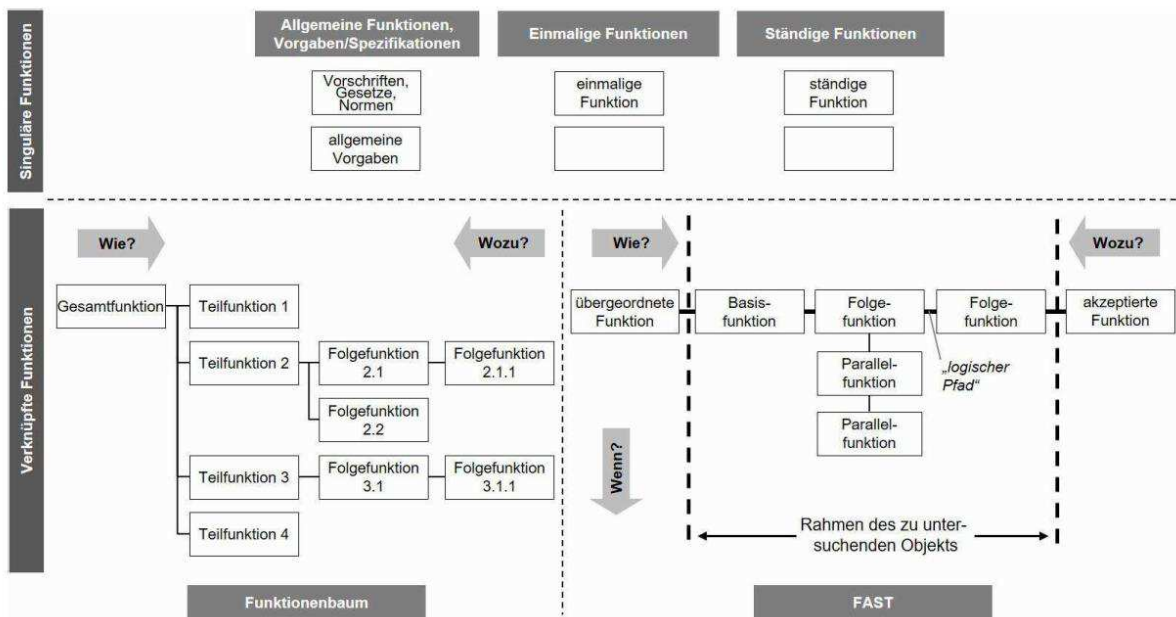 Singuläre Funktionen
Allgemeine Funktionen,
Vorgaben/Spezifikationen
Einmalige Funktionen
Ständige Funktionen
Vorschriften,
Gesetze,
Normen
einmalige
Funktion
ständige
Funktion
allgemeine
Vorgaben
Verknüpfte Funktionen
Wie?
Wozu?
Gesamtfunktion
Teilfunktion 1
Teilfunktion 2
Folgefunktion
2.1
Folgefunktion
2.1.1
Folgefunktion
2.2
Teilfunktion 3
Folgefunktion
3.1
Folgefunktion
3.1.1
Teilfunktion 4
Funktionenbaum
Wie?
Wozu?
übergeordnete
Funktion
Basis-
funktion
Folge-
funktion
Folge-
funktion
akzeptierte
Funktion
Parallel-
funktion
„logischer
Pfad“
Parallel-
funktion
Wenn?
Rahmen des zu unter-
suchenden Objekts
FAST